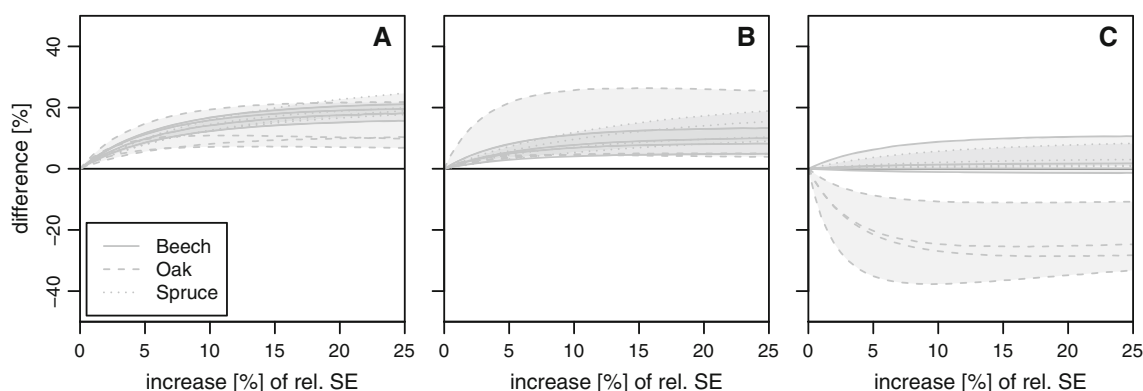 A
B
C
difference [%]
40
20
0
−20
−40
Beech
Oak
Spruce
0 5 10 15 20 25
0 5 10 15 20 25
0 5 10 15 20 25
increase [%] of rel. SE
increase [%] of rel. SE
increase [%] of rel. SE